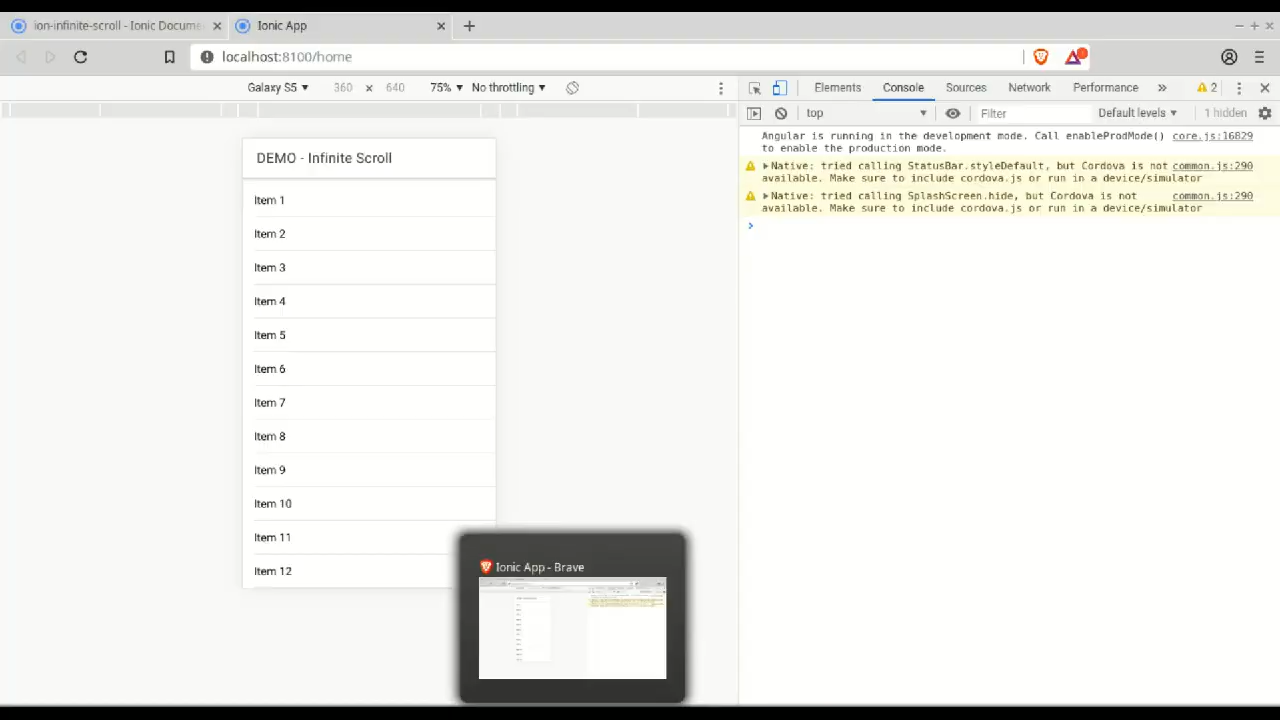 ion-infinite-scroll - Ionic Docume
Ionic App
localhost:8100/home
Galaxy S5 ▾ 360 × 640 75% ▾ No throttling ▾
Elements Console Sources Network Performance » 2
top Filter Default levels ▾ 1 hidden
Angular is running in the development mode. Call enableProdMode() core.js:16829
to enable the production mode.
Native: tried calling StatusBar.styleDefault, but Cordova is not common.js:290
available. Make sure to include cordova.js or run in a device/simulator
Native: tried calling SplashScreen.hide, but Cordova is not common.js:290
available. Make sure to include cordova.js or run in a device/simulator
DEMO - Infinite Scroll
Item 1
Item 2
Item 3
Item 4
Item 5
Item 6
Item 7
Item 8
Item 9
Item 10
Item 11
Item 12
Ionic App - Brave